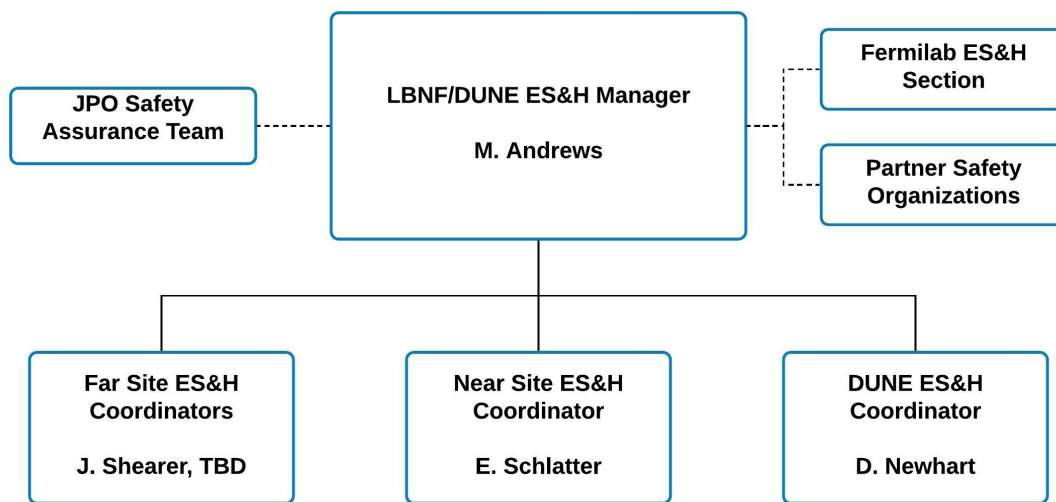 JPO Safety
Assurance Team
LBNF/DUNE ES&H Manager
M. Andrews
Fermilab ES&H
Section
Partner Safety
Organizations
Far Site ES&H
Coordinators
J. Shearer, TBD
Near Site ES&H
Coordinator
E. Schlatter
DUNE ES&H
Coordinator
D. Newhart